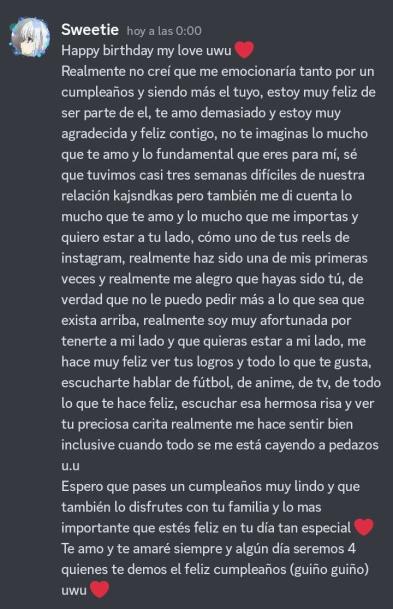 Sweetie hoy a las 0:00
Happy birthday my love uwu ❤️
Realmente no creí que me emocionaría tanto por un
cumpleaños y siendo más el tuyo, estoy muy feliz de
ser parte de el, te amo demasiado y estoy muy
agradecida y feliz contigo, no te imaginas lo mucho
que te amo y lo fundamental que eres para mí, sé
que tuvimos casi tres semanas difíciles de nuestra
relación kajsndkas pero también me di cuenta lo
mucho que te amo y lo mucho que me importas y
quiero estar a tu lado, cómo uno de tus reels de
instagram, realmente haz sido una de mis primeras
veces y realmente me alegro que hayas sido tú, de
verdad que no le puedo pedir más a lo que sea que
exista arriba, realmente soy muy afortunada por
tenerte a mi lado y que quieras estar a mi lado, me
hace muy feliz ver tus logros y todo lo que te gusta,
escucharte hablar de fútbol, de anime, de tv, de todo
lo que te hace feliz, escuchar esa hermosa risa y ver
tu preciosa carita realmente me hace sentir bien
inclusive cuando todo se me está cayendo a pedazos
u.u
Espero que pases un cumpleaños muy lindo y que
también lo disfrutes con tu familia y lo mas
importante que estés feliz en tu día tan especial ❤️
Te amo y te amaré siempre y algún día seremos 4
quienes te demos el feliz cumpleaños (guiño guiño)
uwu ❤️